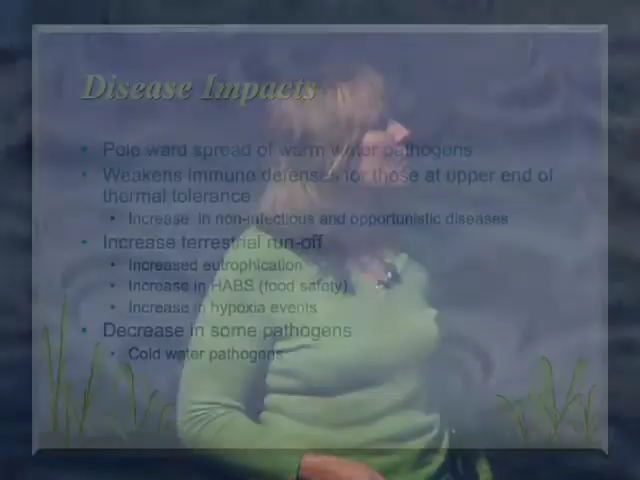 Disease Impacts
• Pole ward spread of warm water pathogens
• Weakens immune defenses for those at upper end of
thermal tolerance
• Increase in non-infectious and opportunistic diseases
• Increase terrestrial run-off
• Increased eutrophication
• Increase in HABS (food safety)
• Increase in hypoxia events
• Decrease in some pathogens
• Cold water pathogens